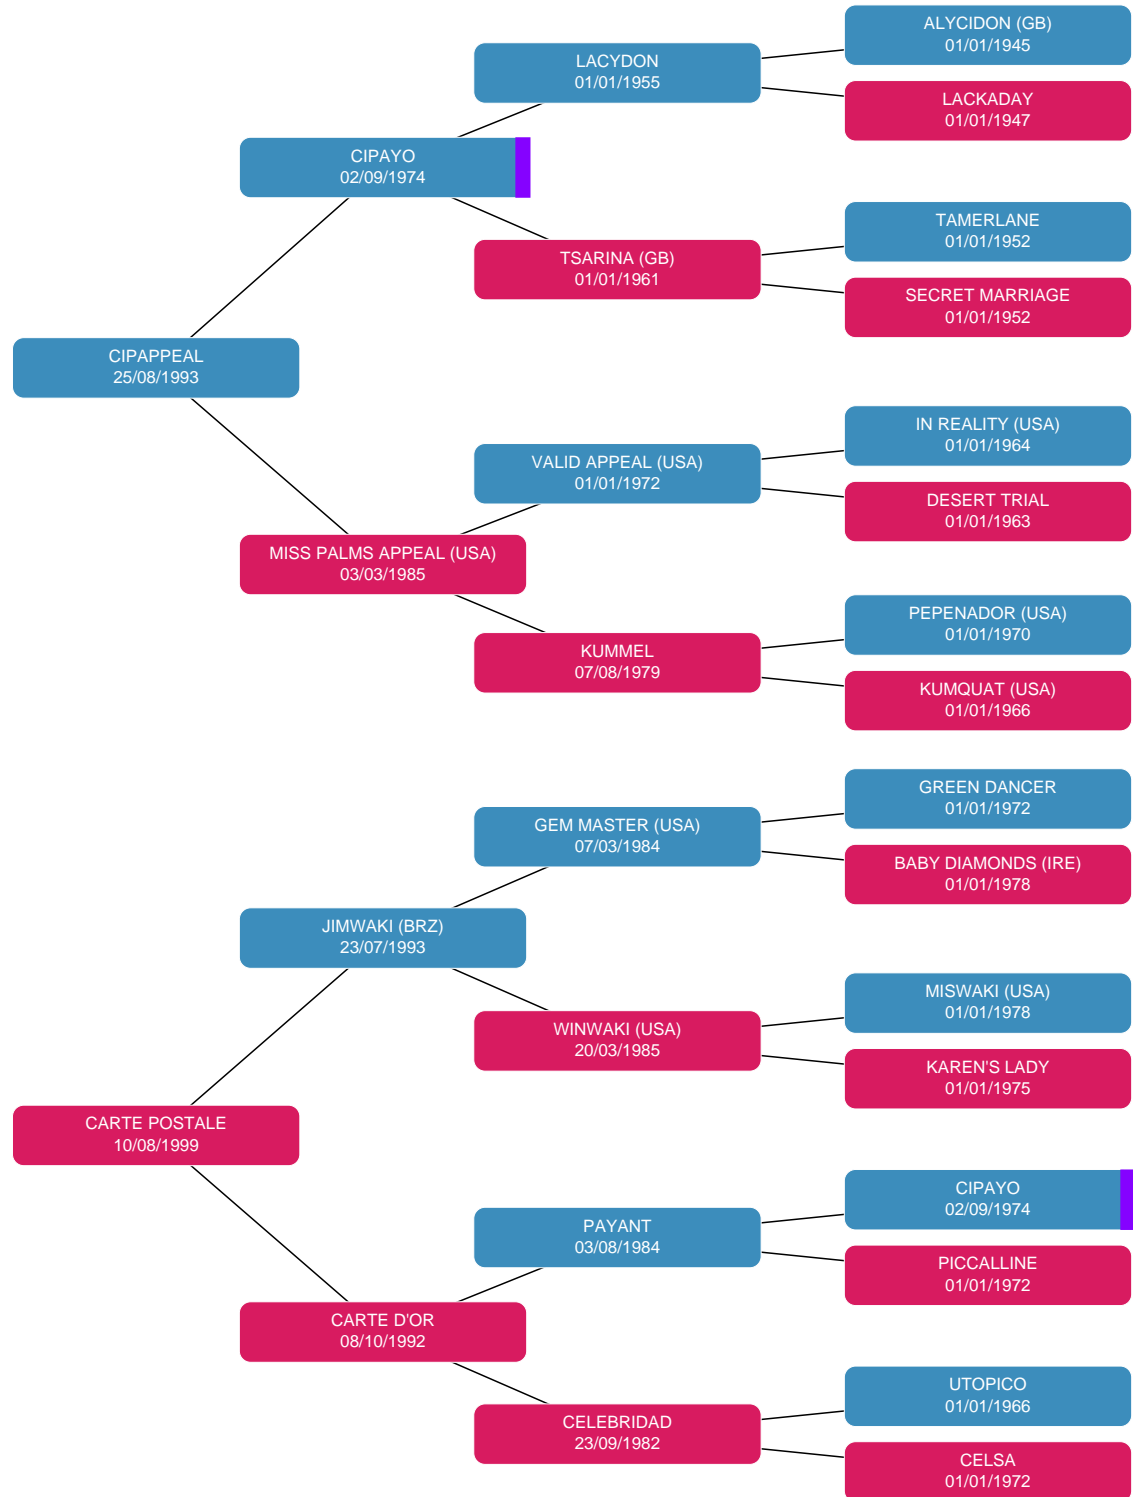 ALYCIDON (GB)
01/01/1945
LACYDON
01/01/1955
LACKADAY
01/01/1947
CIPAYO
02/09/1974
TAMERLANE
01/01/1952
TSARINA (GB)
01/01/1961
SECRET MARRIAGE
01/01/1952
CIPAPPEAL
25/08/1993
IN REALITY (USA)
01/01/1964
VALID APPEAL (USA)
01/01/1972
DESERT TRIAL
01/01/1963
MISS PALMS APPEAL (USA)
03/03/1985
PEPENADOR (USA)
01/01/1970
KUMMEL
07/08/1979
KUMQUAT (USA)
01/01/1966
GREEN DANCER
01/01/1972
GEM MASTER (USA)
07/03/1984
BABY DIAMONDS (IRE)
01/01/1978
JIMWAKI (BRZ)
23/07/1993
MISWAKI (USA)
01/01/1978
WINWAKI (USA)
20/03/1985
KAREN'S LADY
01/01/1975
CARTE POSTALE
10/08/1999
CIPAYO
02/09/1974
PAYANT
03/08/1984
PICCALLINE
01/01/1972
CARTE D'OR
08/10/1992
UTOPICO
01/01/1966
CELEBRIDAD
23/09/1982
CELSA
01/01/1972